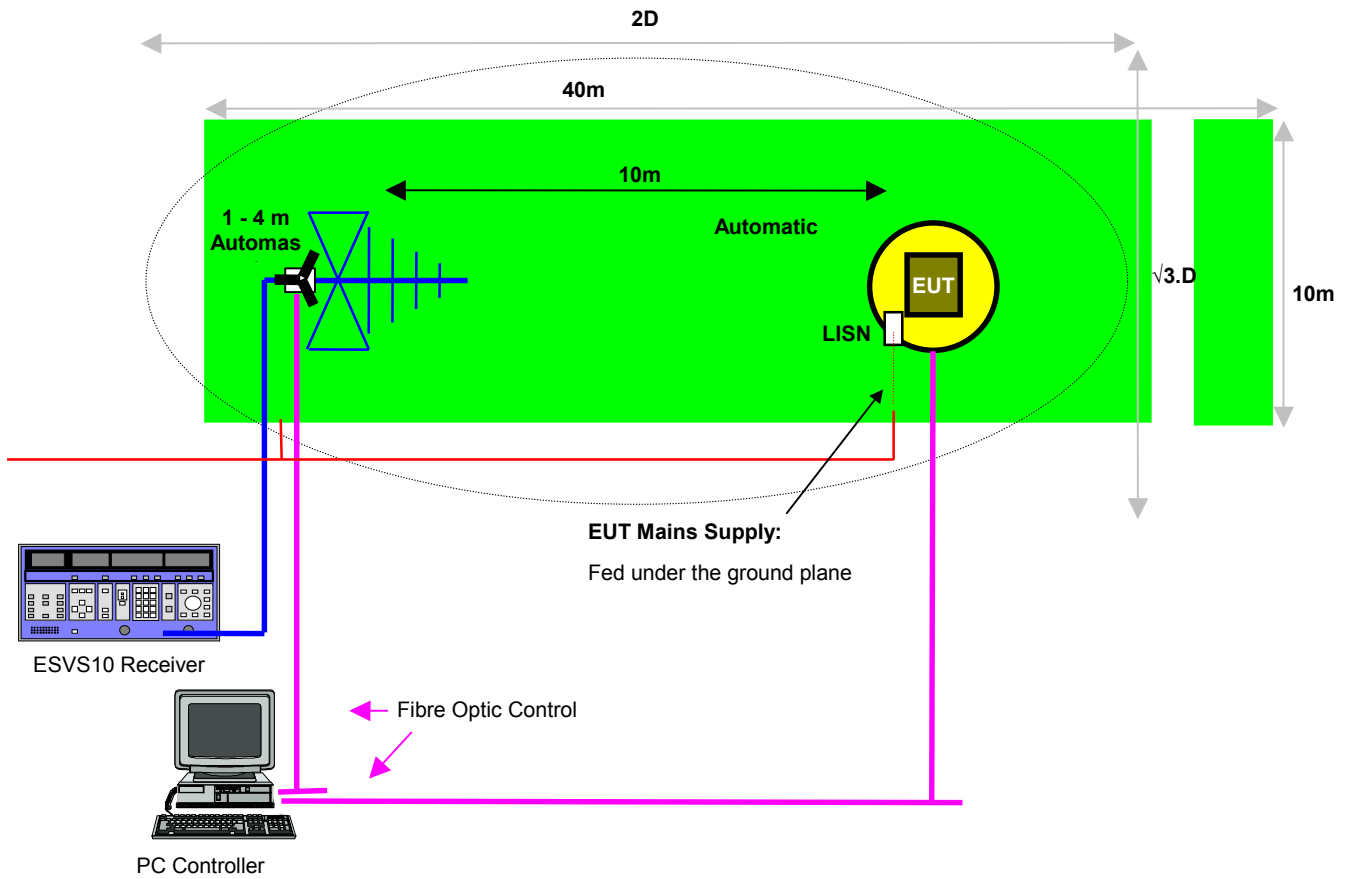 2D
40m
10m
1 - 4 m
Automas
Automatic
EUT
√3.D
10m
LISN
EUT Mains Supply:
Fed under the ground plane
ESVS10 Receiver
Fibre Optic Control
PC Controller